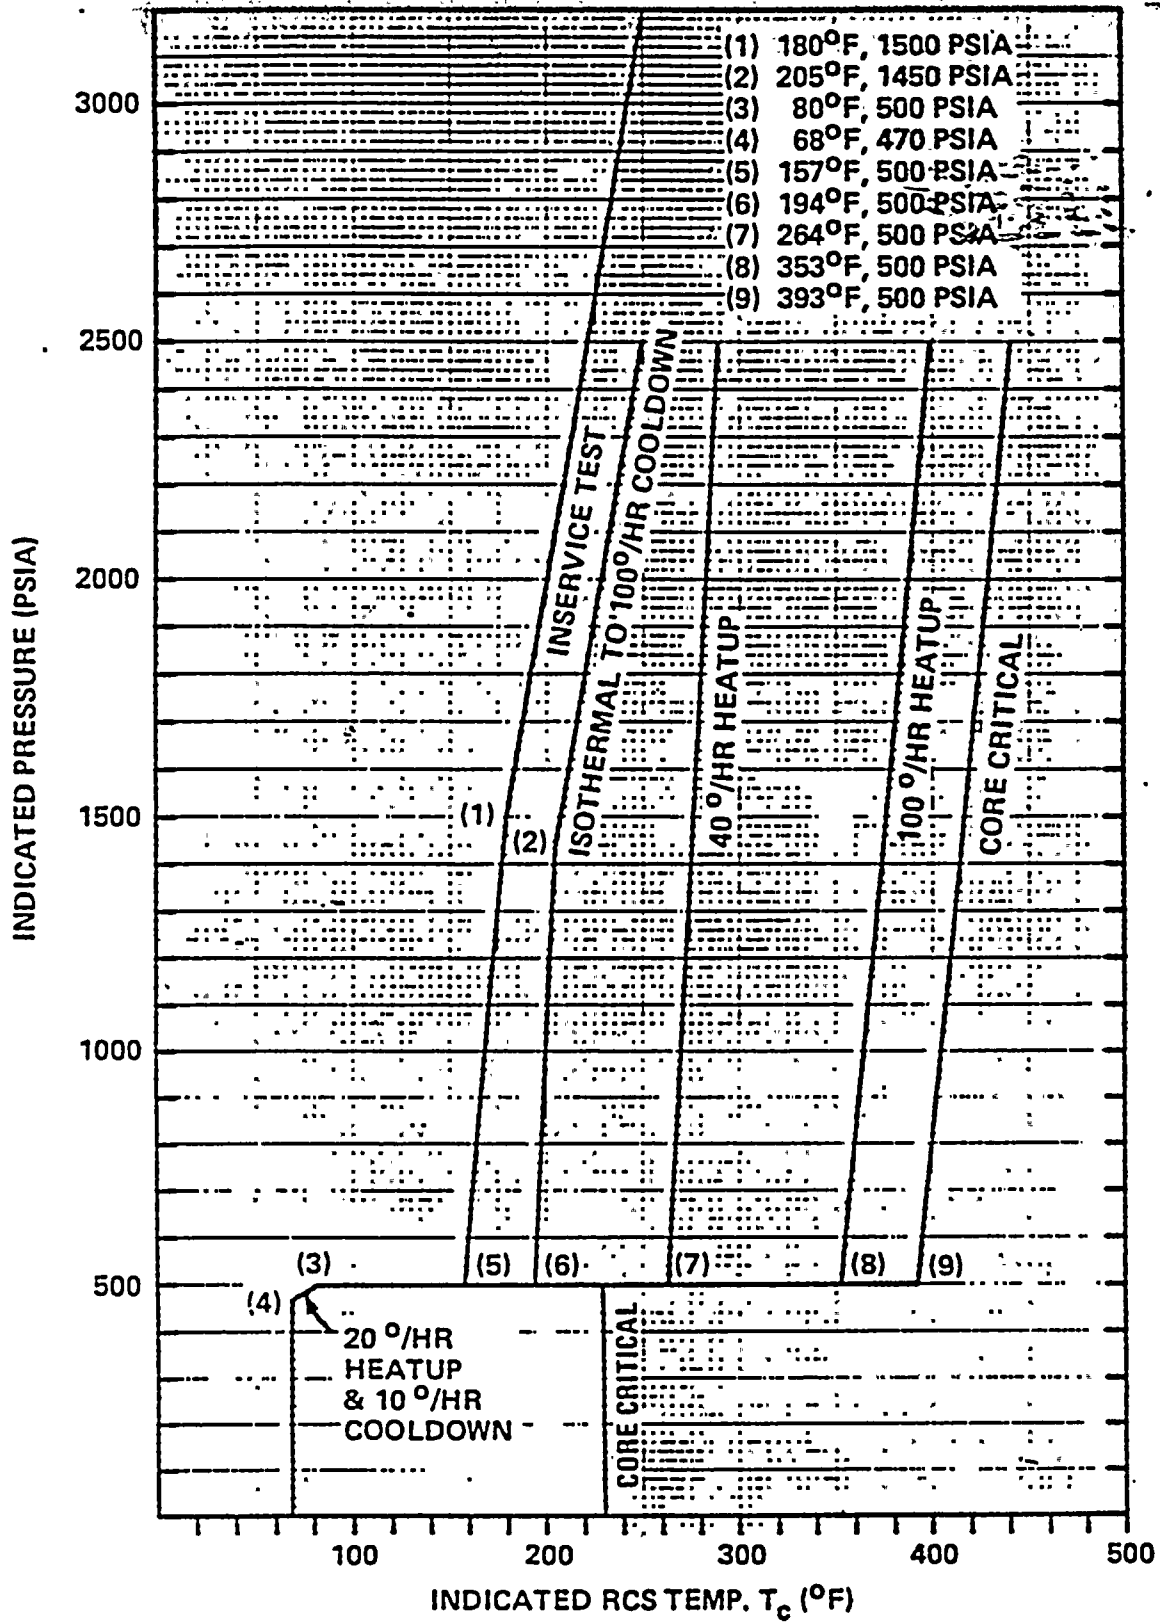 (1) 180°F, 1500 PSIA
(2) 205°F, 1450 PSIA
(3) 80°F, 500 PSIA
(4) 68°F, 470 PSIA
(5) 157°F, 500 PSIA
(6) 194°F, 500 PSIA
(7) 264°F, 500 PSIA
(8) 353°F, 500 PSIA
(9) 393°F, 500 PSIA
3000
2500
2000
1500
1000
500
INDICATED PRESSURE (PSIA)
INSERVICE TEST
ISOTHERMAL TO 100°/HR COOLDOWN
40°/HR HEATUP
100°/HR HEATUP
CORE CRITICAL
(1)
(2)
(3)
(5)
(6)
(7)
(8)
(9)
(4)
20°/HR
HEATUP
& 10°/HR
COOLDOWN
CORE CRITICAL
100
200
300
400
500
INDICATED RCS TEMP. Tc (°F)